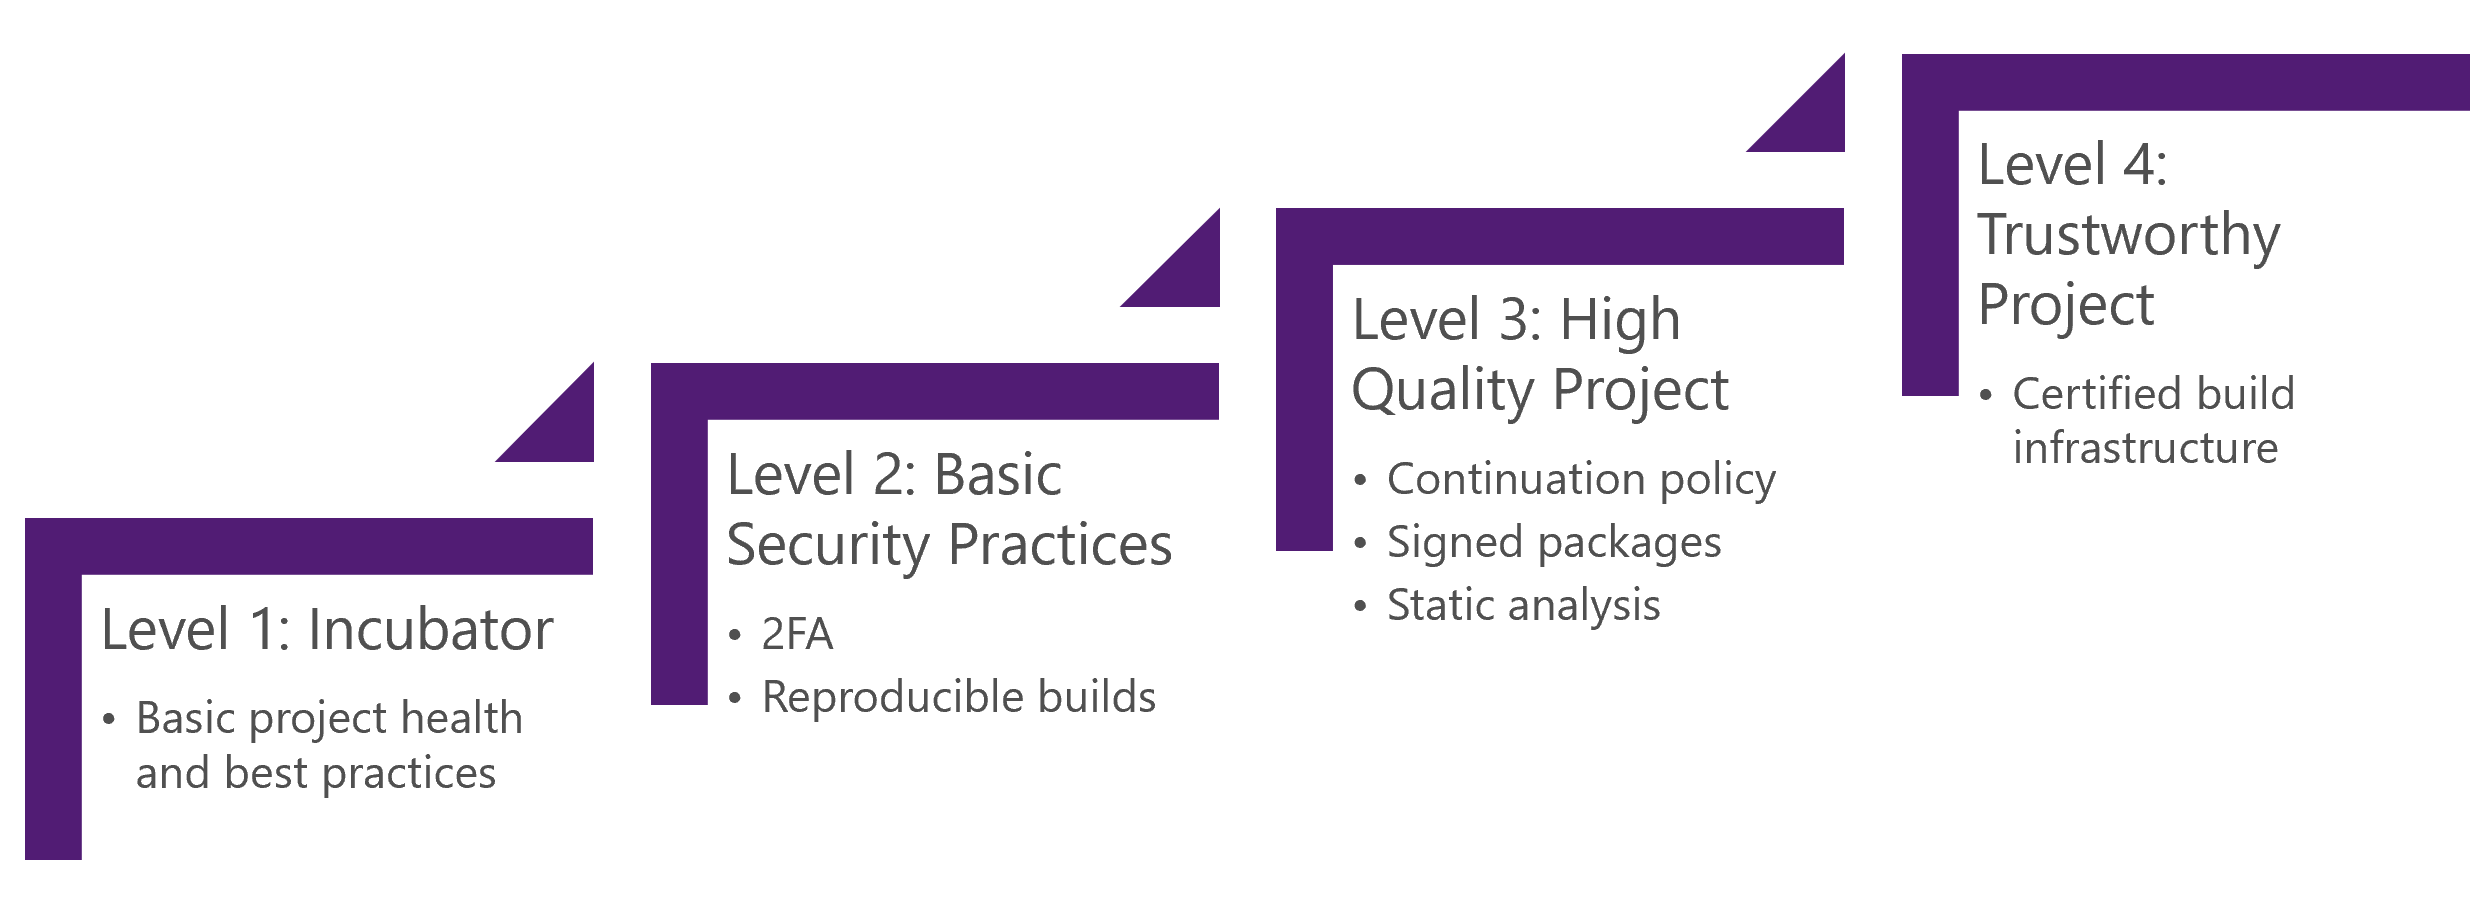 Level 1: Incubator
• Basic project health
and best practices
Level 2: Basic
Security Practices
• 2FA
• Reproducible builds
Level 3: High
Quality Project
• Continuation policy
• Signed packages
• Static analysis
Level 4:
Trustworthy
Project
• Certified build
infrastructure